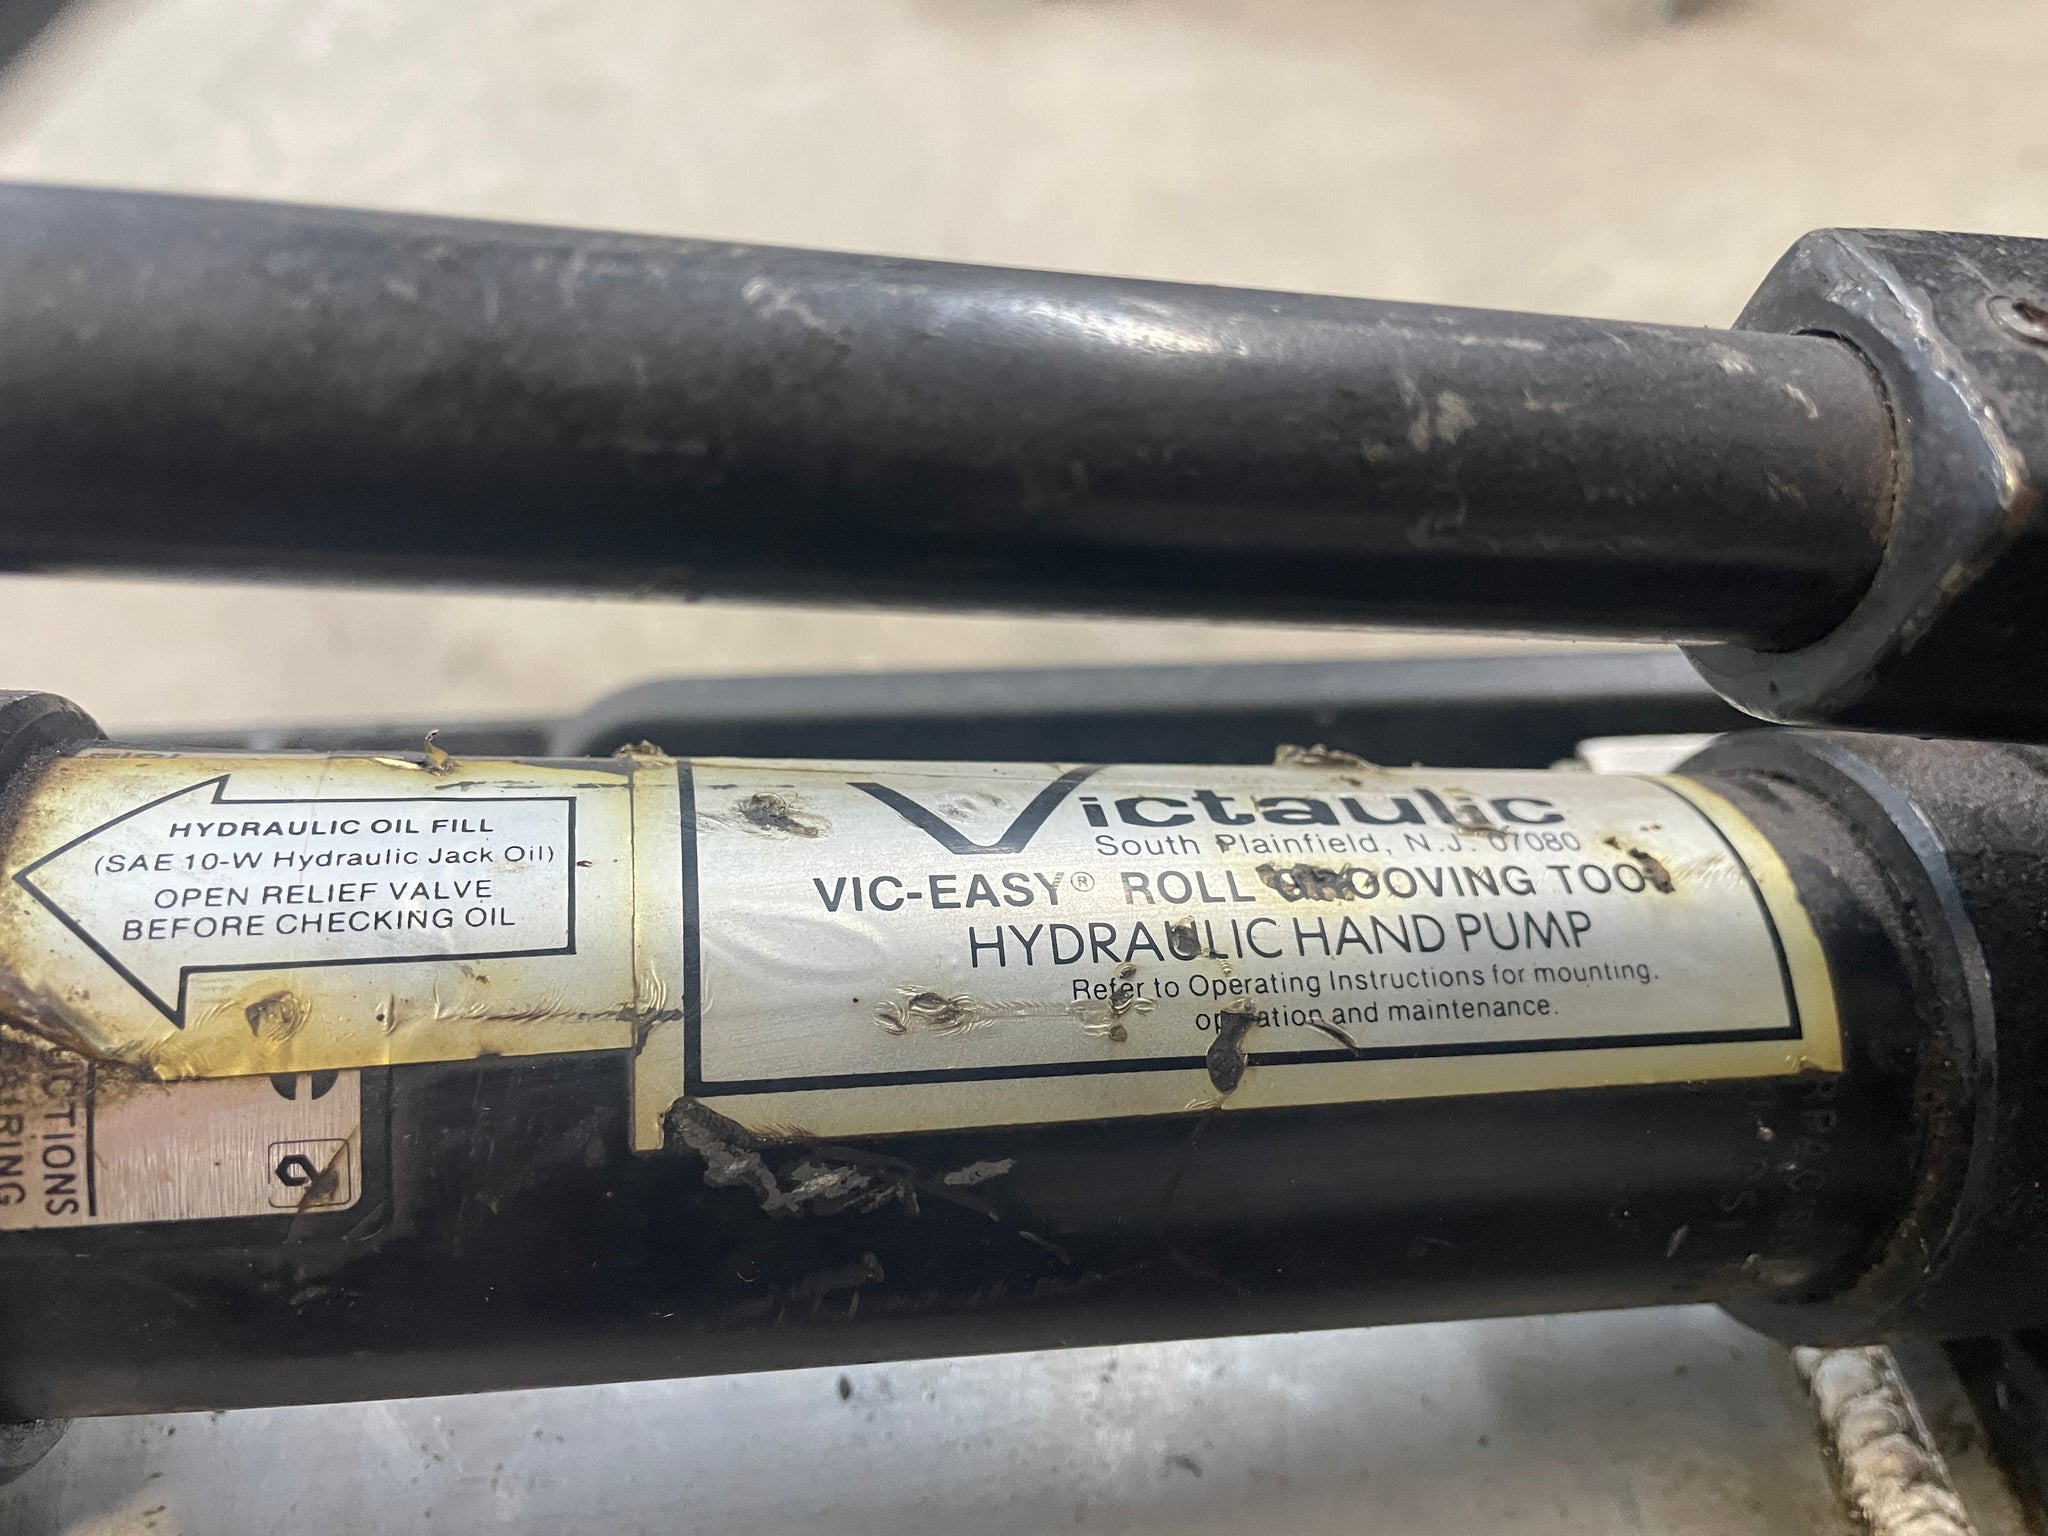 HYDRAULIC OIL FILL
(SAE 10-W Hydraulic Jack Oil)
OPEN RELIEF VALVE
BEFORE CHECKING OIL
Victaulic
South Plainfield, N.J. 07080
VIC-EASY® ROLL GROOVING TOOL
HYDRAULIC HAND PUMP
Refer to Operating Instructions for mounting.
operation and maintenance.